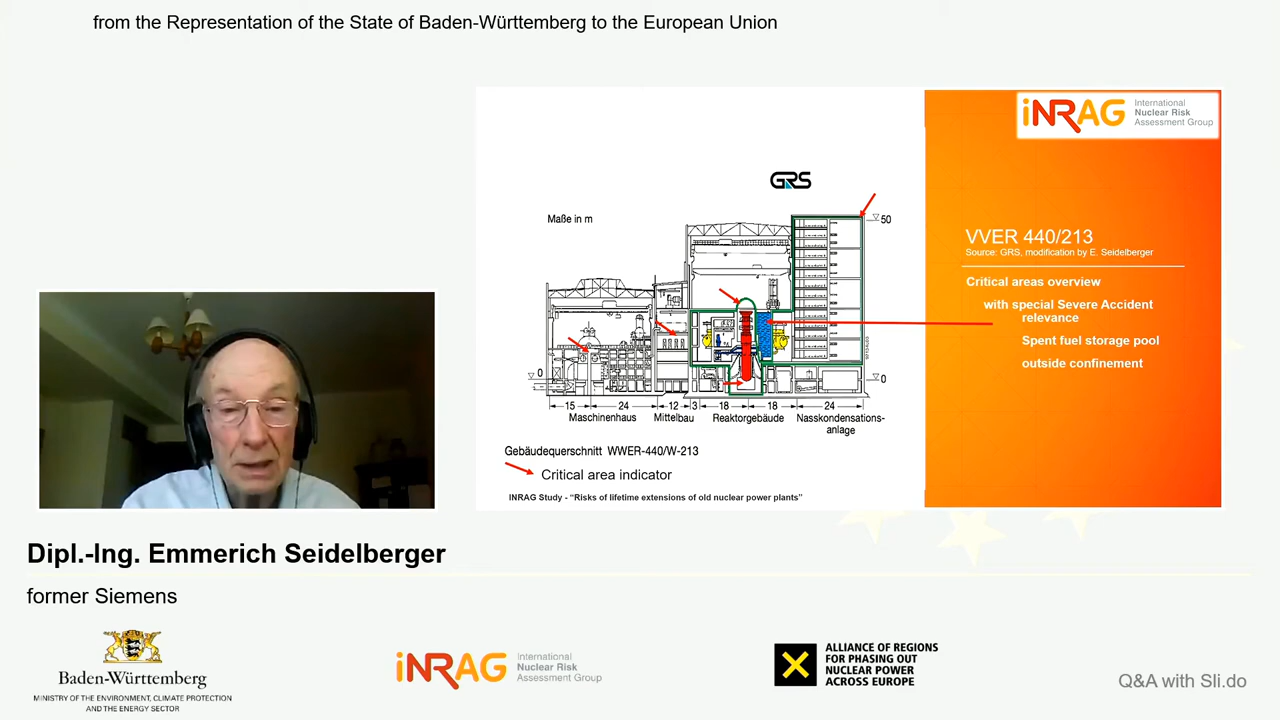 from the Representation of the State of Baden-Württemberg to the European Union
iNRAG
International
Nuclear Risk
Assessment Group
GRS
Maße in m
50
0
0
15
24
12
3
18
18
24
Maschinenhaus
Mittelbau
Reaktorgebäude
Nasskondensations-
anlage
Gebäudequerschnitt WWER-440/W-213
Critical area indicator
INRAG Study - “Risks of lifetime extensions of old nuclear power plants”
VVER 440/213
Source: GRS, modification by E. Seidelberger
Critical areas overview
with special Severe Accident
relevance
Spent fuel storage pool
outside confinement
Dipl.-Ing. Emmerich Seidelberger
former Siemens
Baden-Württemberg
MINISTRY OF THE ENVIRONMENT, CLIMATE PROTECTION
AND THE ENERGY SECTOR
iNRAG
International
Nuclear Risk
Assessment Group
ALLIANCE OF REGIONS
FOR PHASING OUT
NUCLEAR POWER
ACROSS EUROPE
Q&A with Sli.do